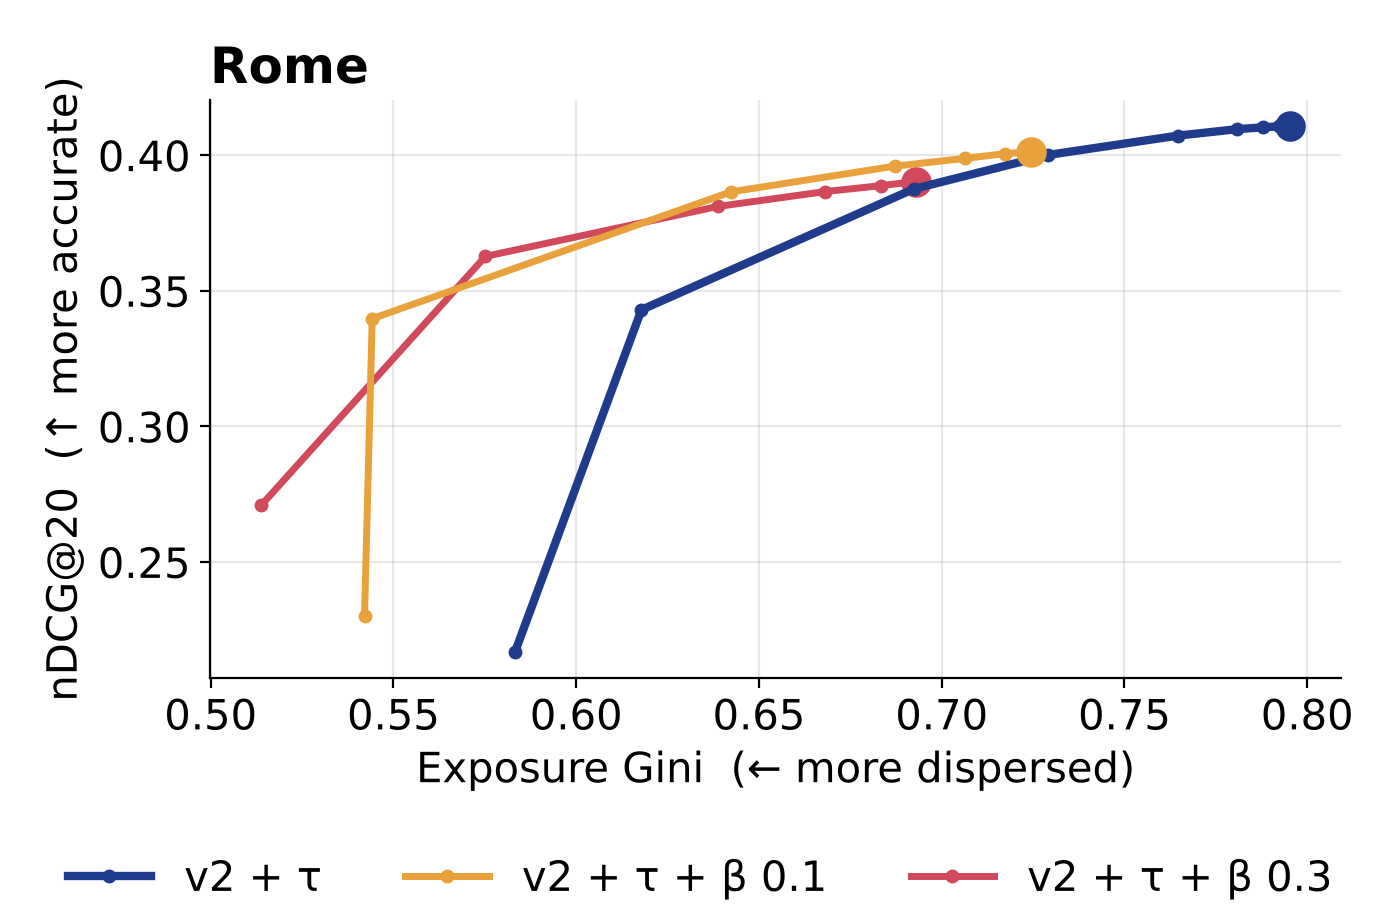 Rome
nDCG@20 (↑ more accurate)
0.40
0.35
0.30
0.25
0.50 0.55 0.60 0.65 0.70 0.75 0.80
Exposure Gini (← more dispersed)
v2 + τ v2 + τ + β 0.1 v2 + τ + β 0.3